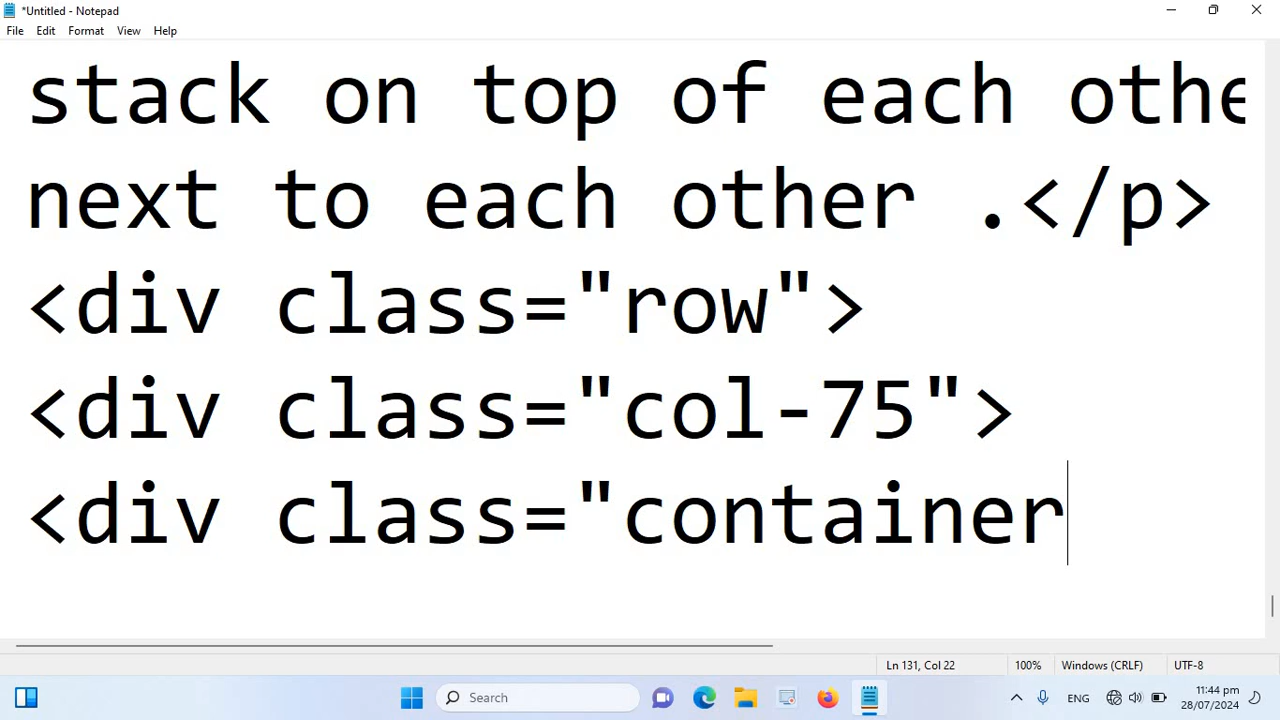 *Untitled - Notepad
File Edit Format View Help
stack on top of each othe
next to each other .</p>
<div class="row">
<div class="col-75">
<div class="container
Ln 131, Col 22 100% Windows (CRLF) UTF-8
Search ENG 11:44 pm
28/07/2024